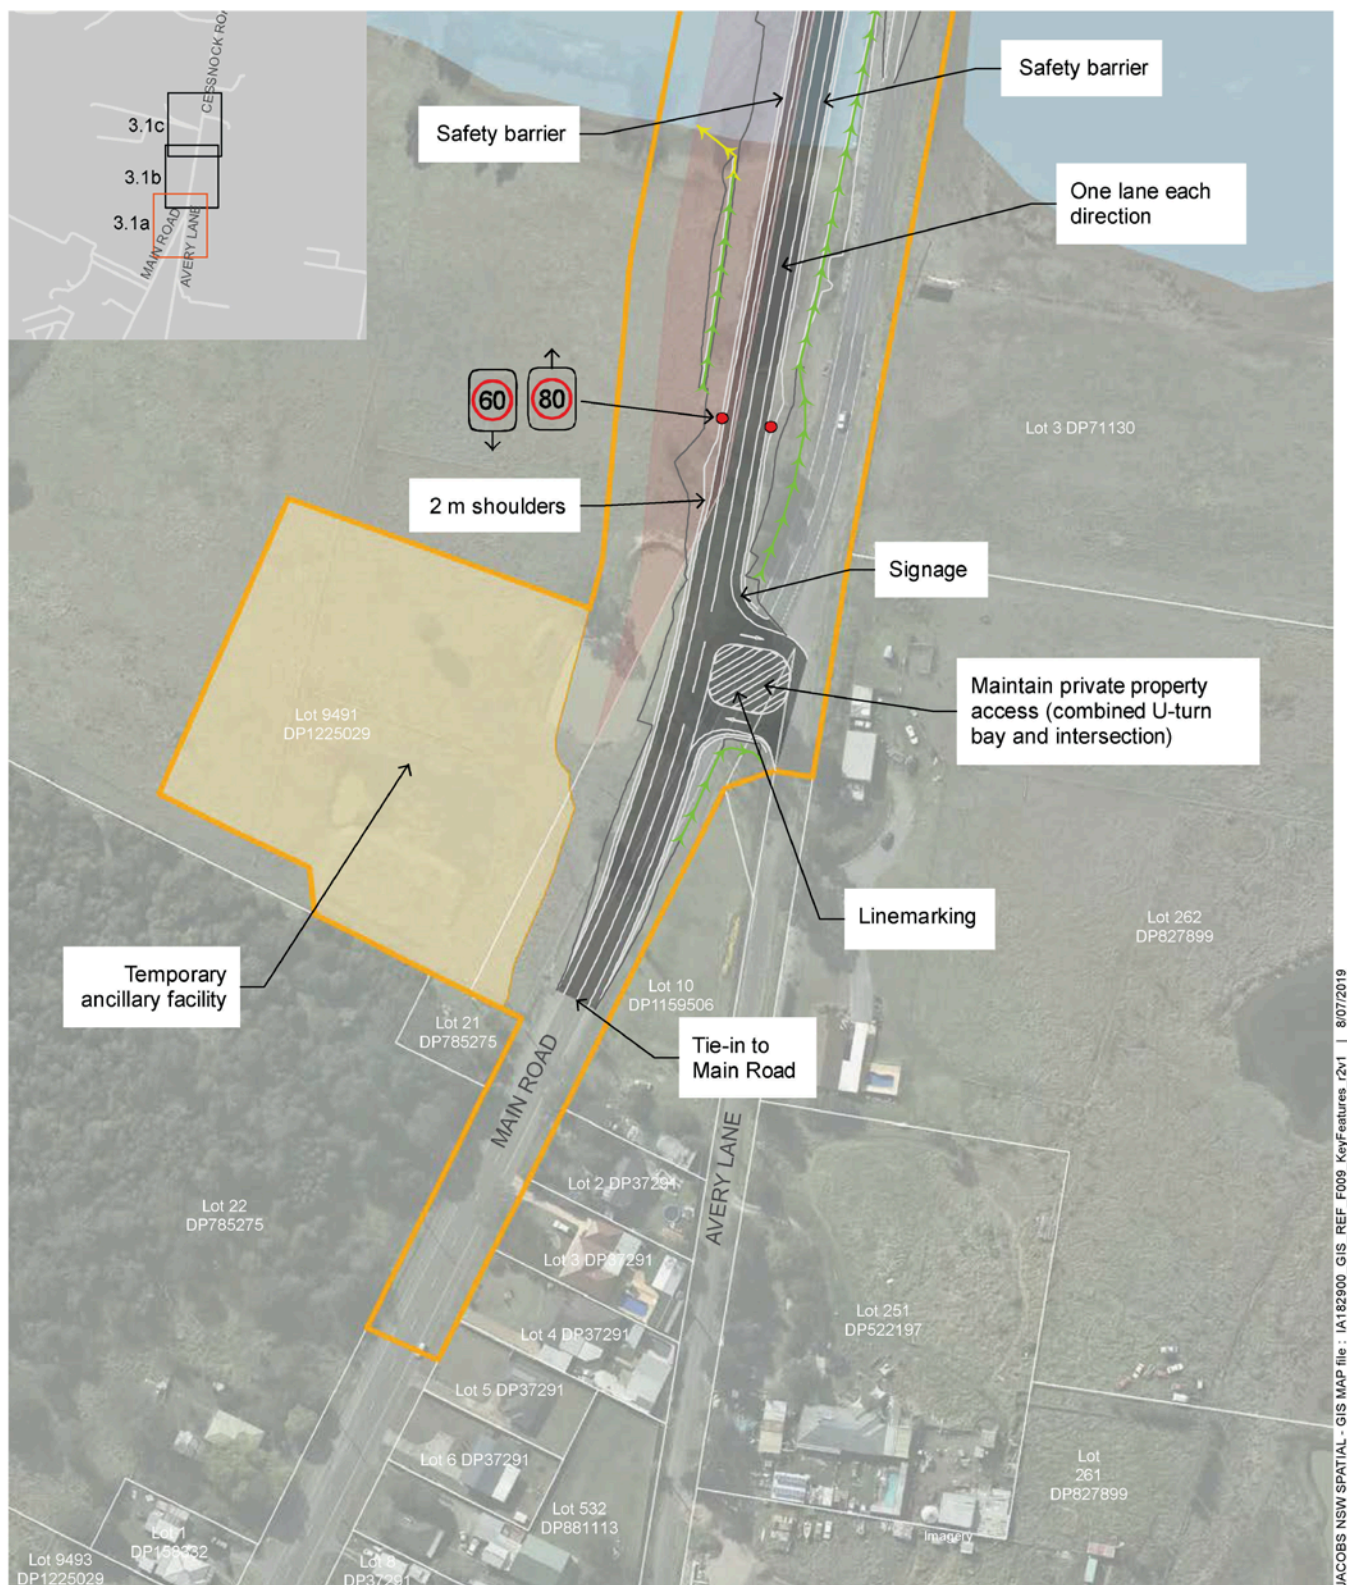 CESSNOCK ROA
3.1c
3.1b
3.1a
MAIN ROAD
AVERY LANE
Safety barrier
Safety barrier
One lane each
direction
60
80
Lot 3 DP71130
2 m shoulders
Signage
Maintain private property
access (combined U-turn
bay and intersection)
Lot 9491
DP1225029
Linemarking
Lot 262
DP827899
Temporary
ancillary facility
Lot 10
DP1159506
Lot 21
DP785275
Tie-in to
Main Road
MAIN ROAD
AVERY LANE
Lot 2 DP37291
Lot 22
DP785275
Lot 3 DP37291
Lot 251
DP522197
Lot 4 DP37291
Lot 5 DP37291
Lot 6 DP37291
Lot
261
DP827899
Lot 532
DP881113
Imagery
Lot 1
DP158332
Lot 9493
DP1225029
Lot 8
DP37291
JACOBS NSW SPATIAL - GIS MAP file : IA182900_GIS_REF_F009_KeyFeatures_r2v1 | 8/07/2019